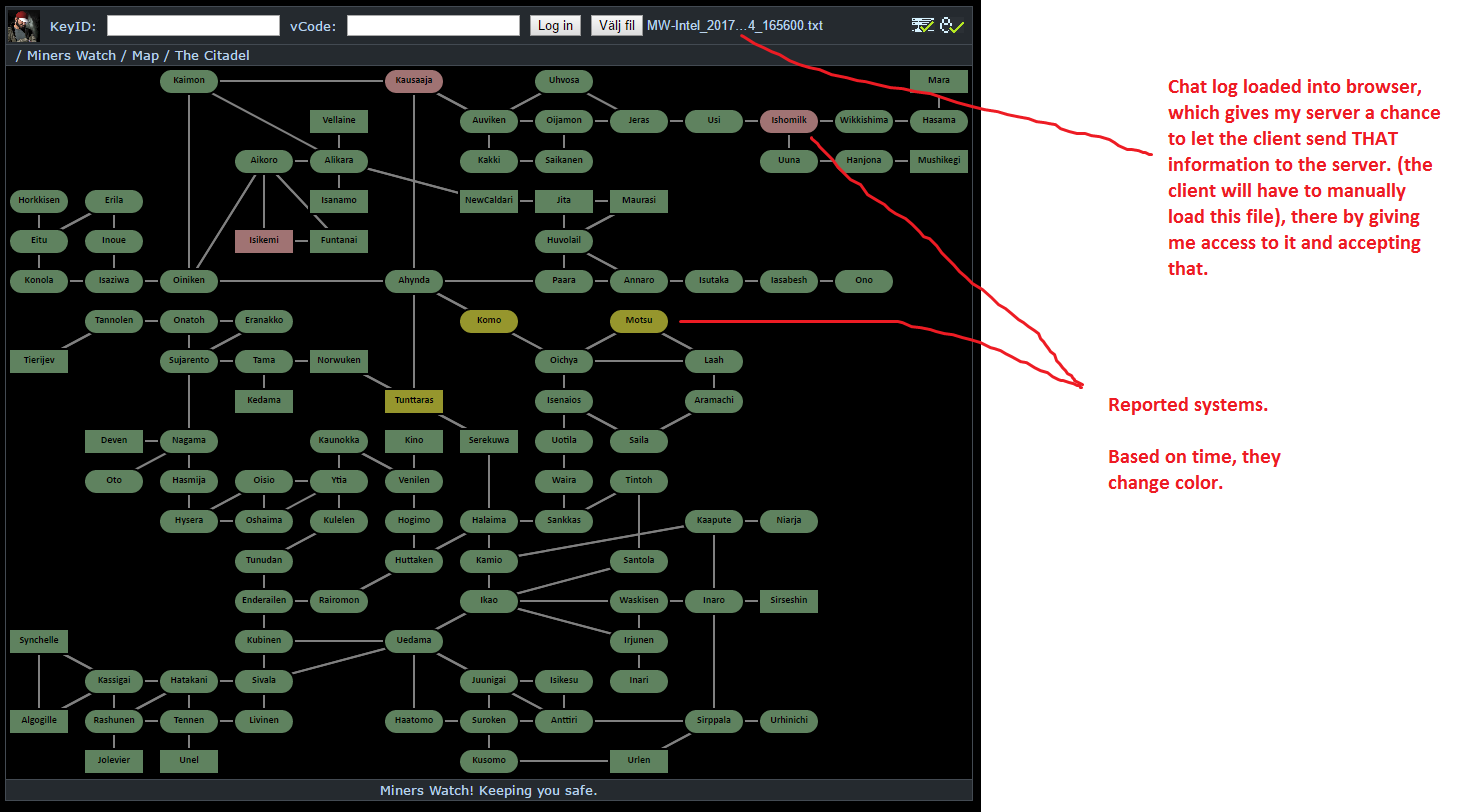 KeyID: vCode: Log in Välj fil MW-Intel_2017...4_165600.txt
/ Miners Watch / Map / The Citadel
Kaimon Kausaaja Uhvosa Mara
Vellaine Auviken Oijamon Jeras Usi Ishomilk Wikkishima Hasama
Aikoro Alikara Kakki Saikanen Uuna Hanjona Mushikegi
Horkkisen Erila Isanamo NewCaldari Jita Maurasi
Eitu Inoue Isikemi Funtanai Huvolail
Konola Isaziwa Oiniken Ahynda Paara Annaro Isutaka Iasabesh Ono
Tannolen Onatoh Eranakko Komo Motsu
Tierijev Sujarento Tama Norwuken Oichya Laah
Kedama Tunttaras Isenaios Aramachi
Deven Nagama Kaunokka Kino Serekuwa Uotila Saila
Oto Hasmija Oisio Ytia Venilen Waira Tintoh
Hysera Oshaima Kulelen Hogimo Halaima Sankkas Kaapute Niarja
Tunudan Huttaken Kamio Santola
Enderailen Rairomon Ikao Waskisen Inaro Sirseshin
Synchelle Kubinen Uedama Irjunen
Kassigai Hatakani Sivala Juunigai Isikesu Inari
Algogille Rashunen Tennen Livinen Haatomo Suroken Anttiri Sirppala Urhinichi
Jolevier Unel Kusomo Urlen
Miners Watch! Keeping you safe.
Chat log loaded into browser,
which gives my server a chance
to let the client send THAT
information to the server. (the
client will have to manually
load this file), there by giving
me access to it and accepting
that.
Reported systems.
Based on time, they
change color.